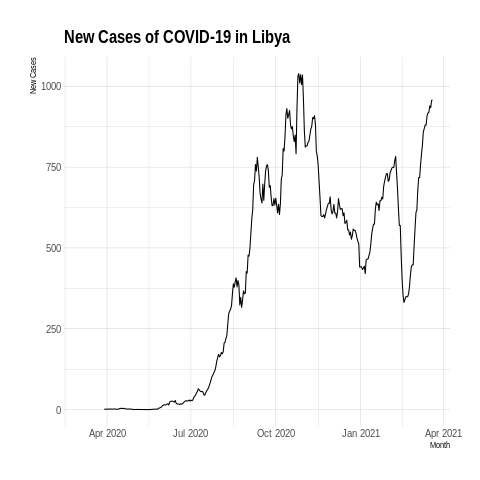 New Cases of COVID-19 in Libya
New Cases
1000
750
500
250
0
Apr 2020 Jul 2020 Oct 2020 Jan 2021 Apr 2021
Month